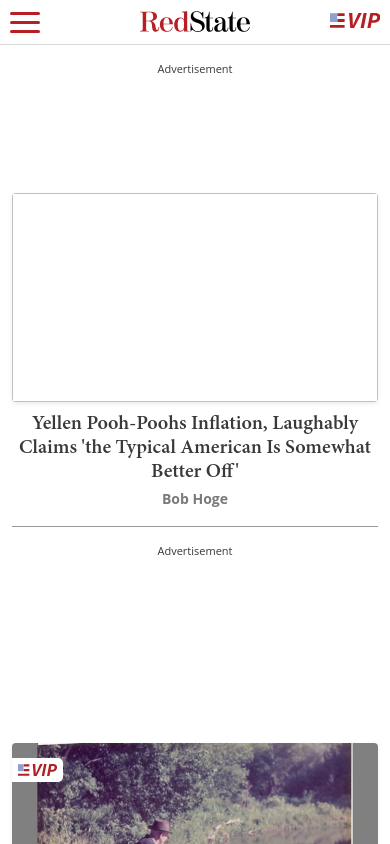 RedState
VIP
Advertisement
Yellen Pooh-Poohs Inflation, Laughably
Claims 'the Typical American Is Somewhat
Better Off'
Bob Hoge
Advertisement
VIP